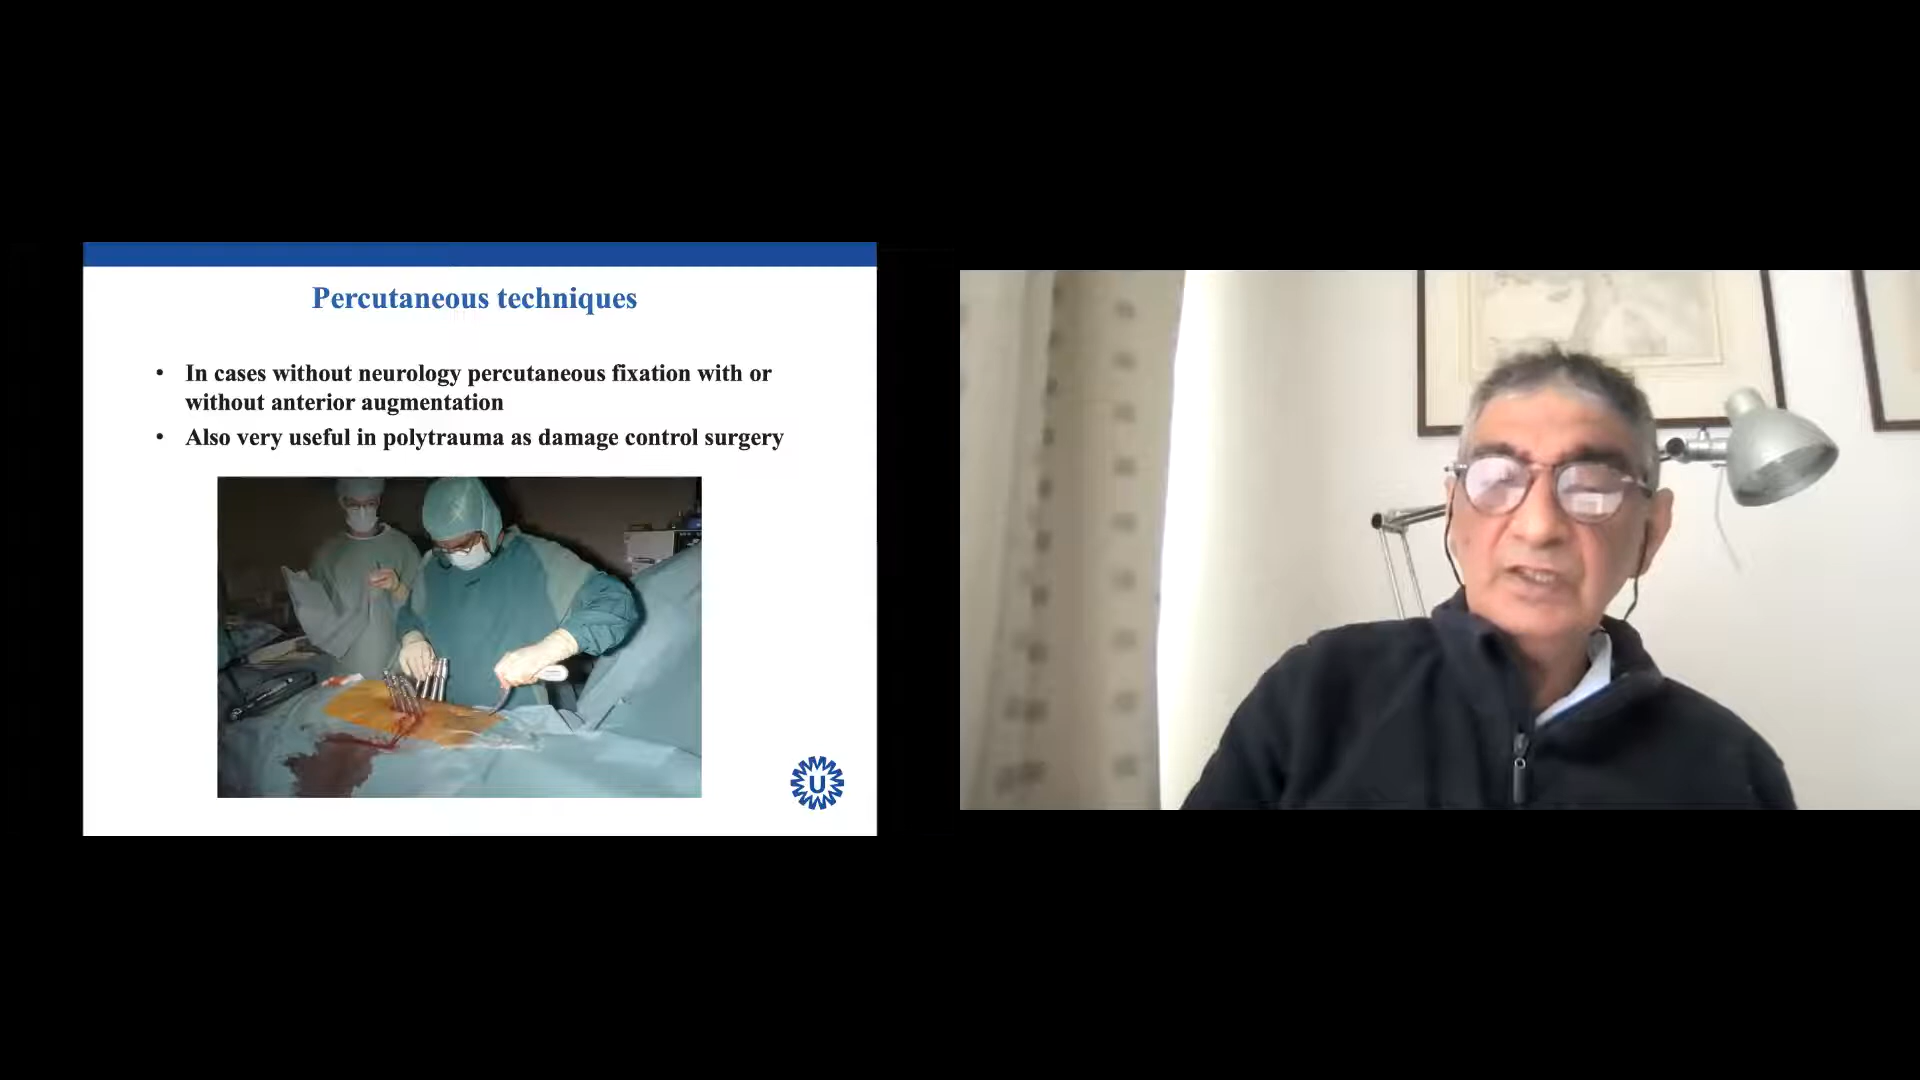 Percutaneous techniques
• In cases without neurology percutaneous fixation with or
without anterior augmentation
• Also very useful in polytrauma as damage control surgery
U